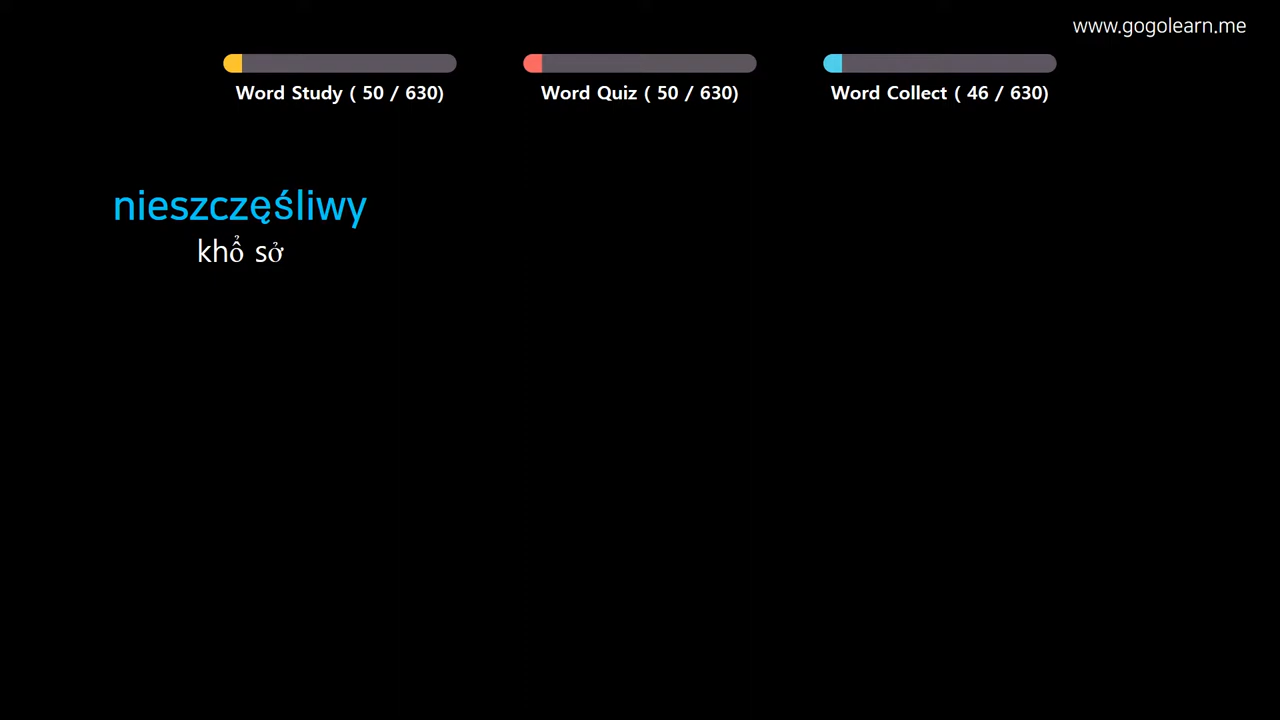 www.gogolearn.me
Word Study ( 50 / 630)
Word Quiz ( 50 / 630)
Word Collect ( 46 / 630)
nieszczęśliwy
khổ sở